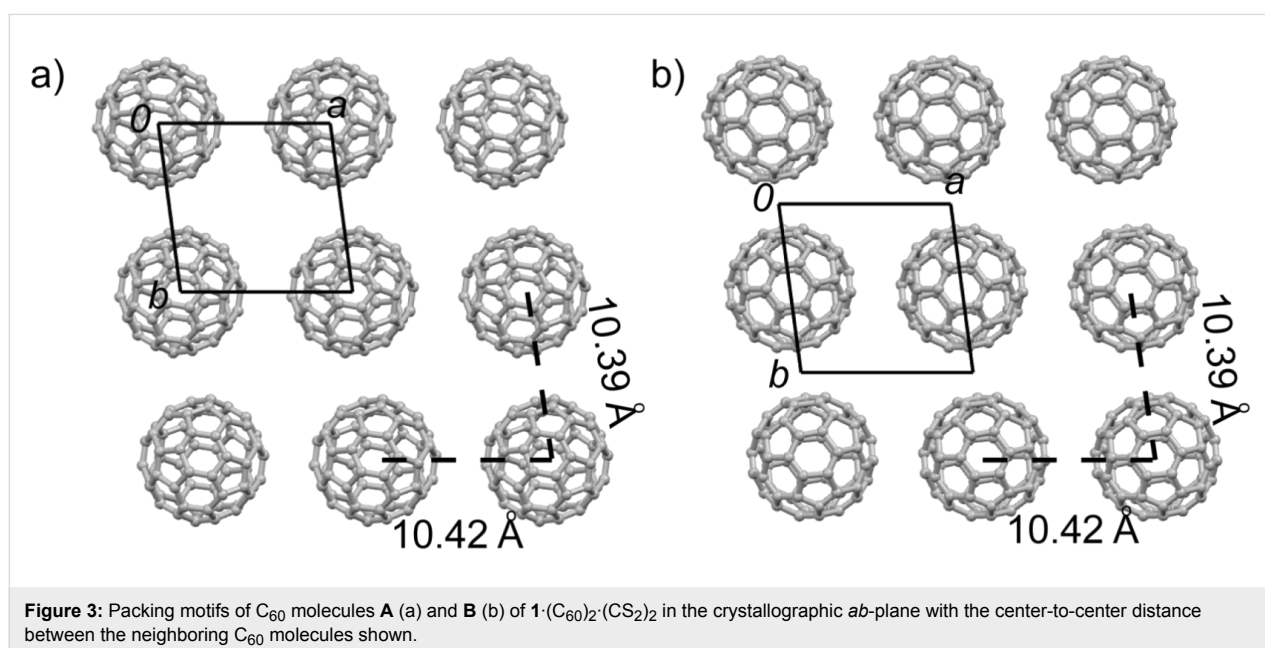 a)
b)
0
a
b
10.39 Å
10.42 Å
0
a
b
10.39 Å
10.42 Å
Figure 3: Packing motifs of C60 molecules A (a) and B (b) of 1·(C60)2·(CS2)2 in the crystallographic ab-plane with the center-to-center distance
between the neighboring C60 molecules shown.